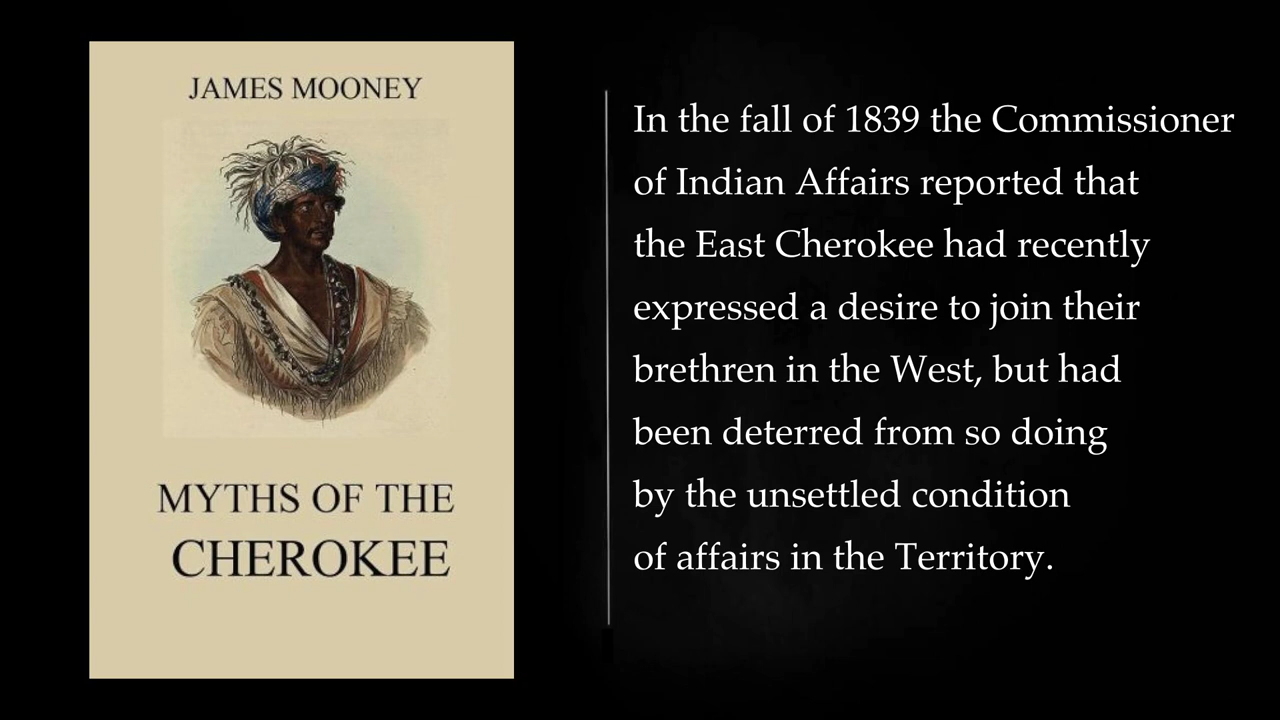 JAMES MOONEY
MYTHS OF THE
CHEROKEE
In the fall of 1839 the Commissioner
of Indian Affairs reported that
the East Cherokee had recently
expressed a desire to join their
brethren in the West, but had
been deterred from so doing
by the unsettled condition
of affairs in the Territory.